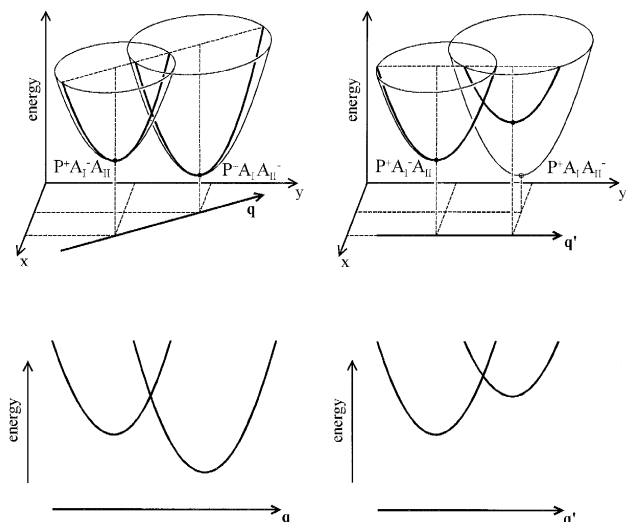 energy
P⁺A_I⁻A_II
P⁺A_I A_II⁻
y
q
x
energy
P⁺A_I⁻A_II
P⁺A_I A_II⁻
y
q'
x
energy
q
energy
q'